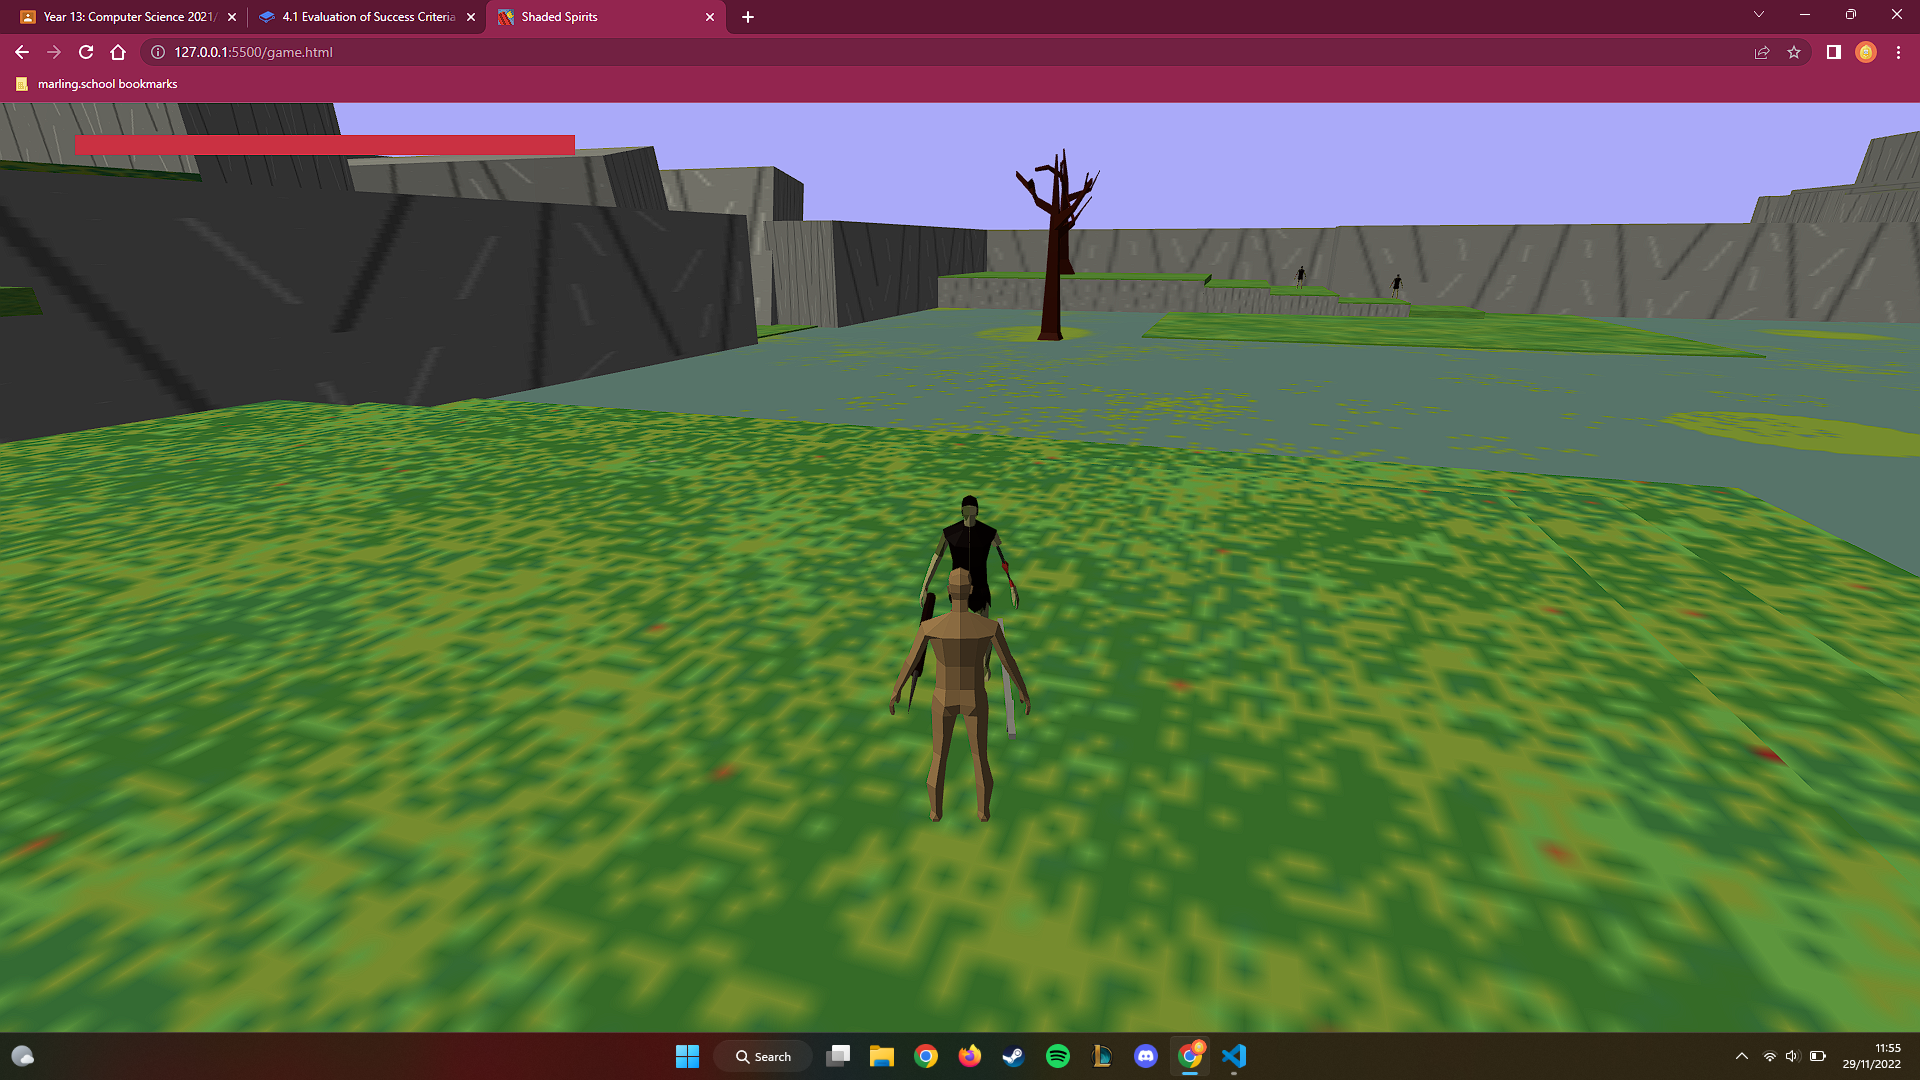 Year 13: Computer Science 2021/
4.1 Evaluation of Success Criteria
Shaded Spirits
127.0.0.1:5500/game.html
marling.school bookmarks
Search
11:55
29/11/2022